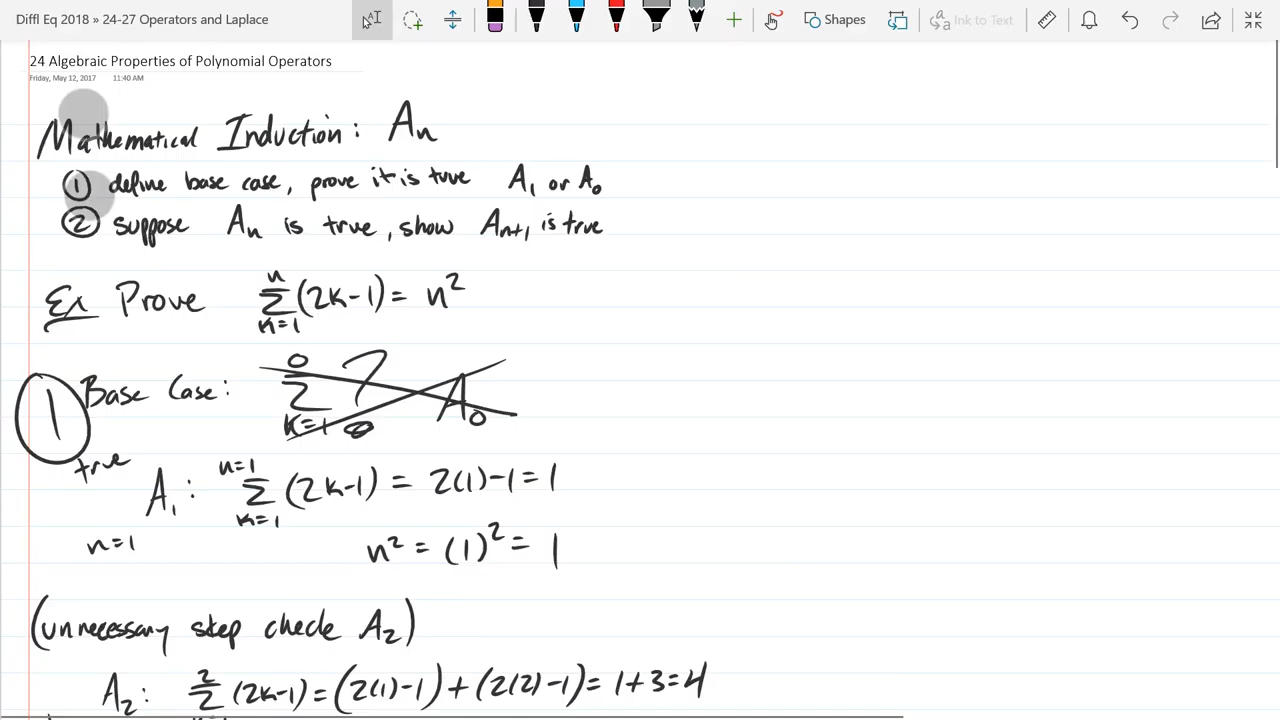 Diffl Eq 2018 » 24-27 Operators and Laplace
Shapes
Ink to Text
24 Algebraic Properties of Polynomial Operators
Friday, May 12, 2017 11:40 AM
Mathematical Induction: Aₙ
① define base case, prove it is true A₁ or A₀
② suppose Aₙ is true, show Aₙ₊₁ is true
Ex Prove ∑ₖ₌₁ⁿ (2k-1) = n²
1 Base Case: ∑ₖ₌₁⁰ ? A₀
true
A₁: ∑ₖ₌₁ⁿ⁼¹ (2k-1) = 2(1)-1 = 1
n=1 n² = (1)² = 1
(unnecessary step check A₂)
A₂: ∑² (2k-1) = (2(1)-1) + (2(2)-1) = 1+3=4